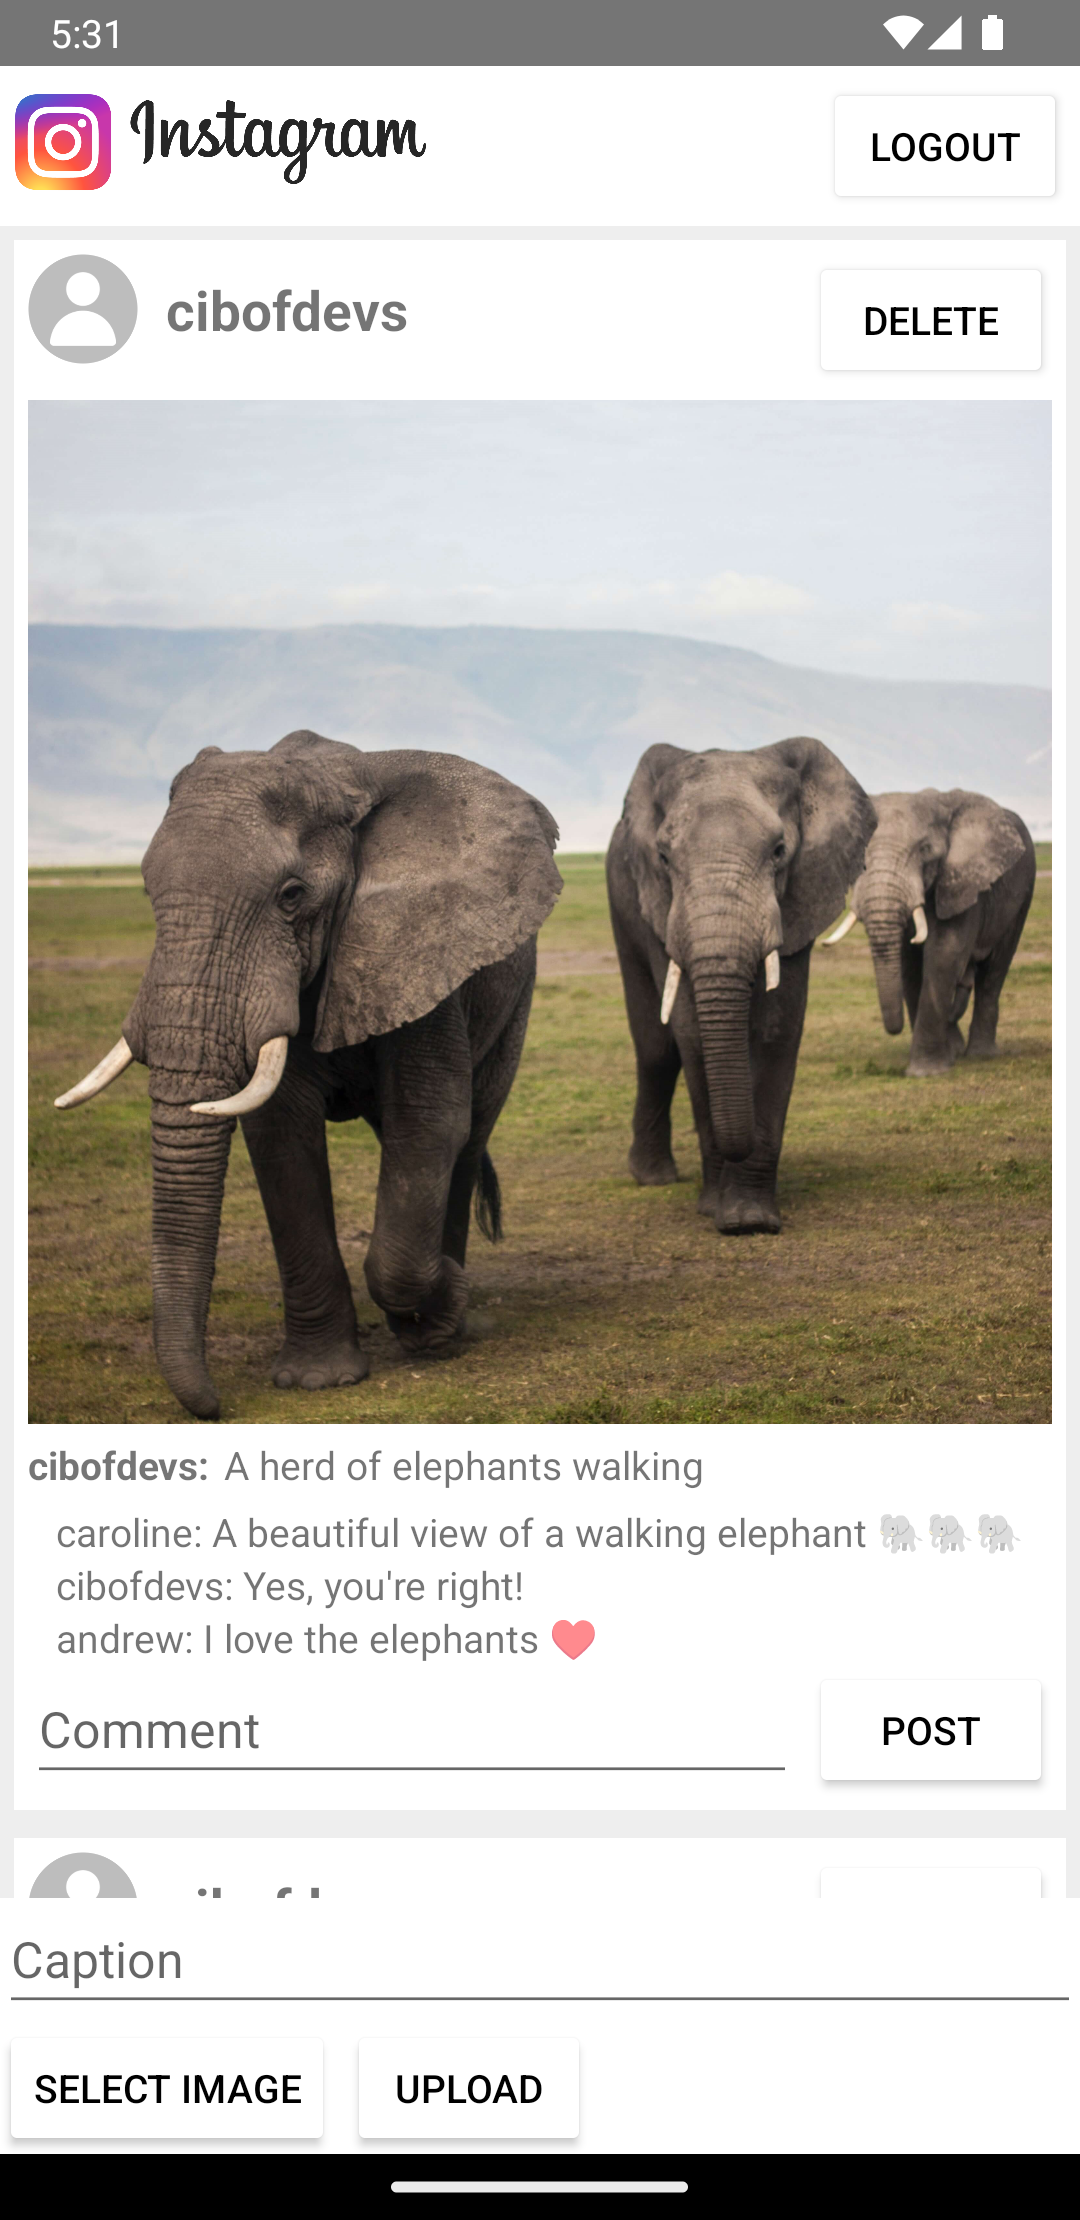 5:31
Instagram
LOGOUT
cibofdevs
DELETE
cibofdevs: A herd of elephants walking
caroline: A beautiful view of a walking elephant 🐘🐘🐘
cibofdevs: Yes, you're right!
andrew: I love the elephants ❤️
Comment
POST
Caption
SELECT IMAGE
UPLOAD